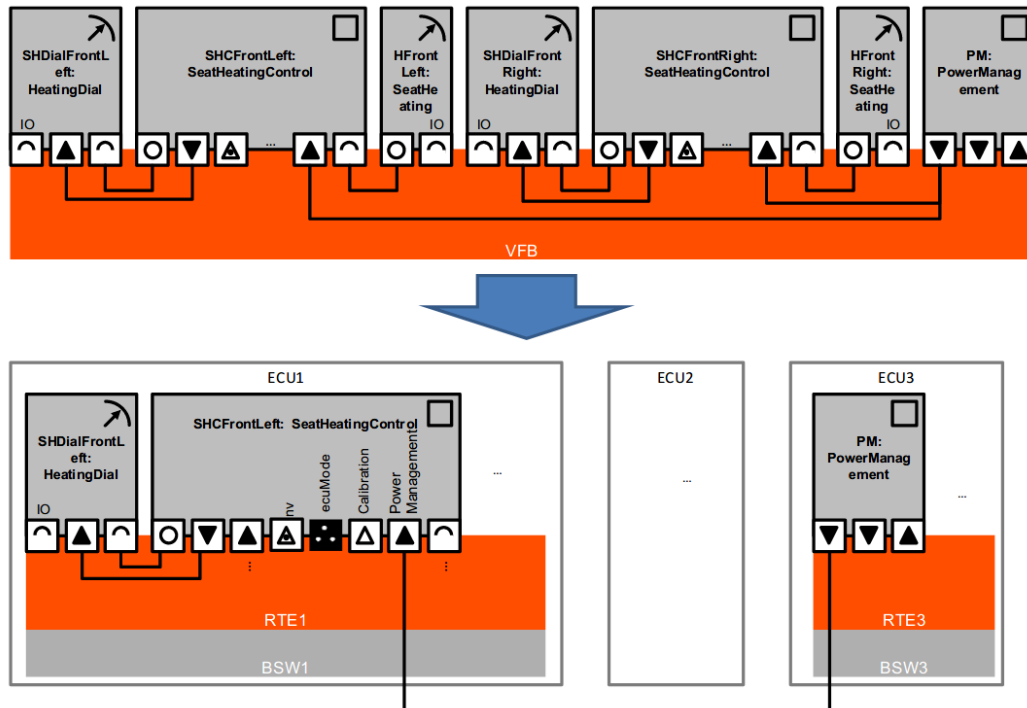 SHDialFrontL
eft:
HeatingDial
IO
SHCFrontLeft:
SeatHeatingControl
...
HFront
Left:
SeatHe
ating
IO
SHDialFront
Right:
HeatingDial
IO
SHCFrontRight:
SeatHeatingControl
...
HFront
Right:
SeatHe
ating
IO
PM:
PowerManag
ement
VFB
ECU1
SHDialFrontL
eft:
HeatingDial
IO
SHCFrontLeft: SeatHeatingControl
nv
ecuMode
Calibration
Power
Management
...
...
...
RTE1
BSW1
ECU2
...
ECU3
PM:
PowerManag
ement
...
RTE3
BSW3